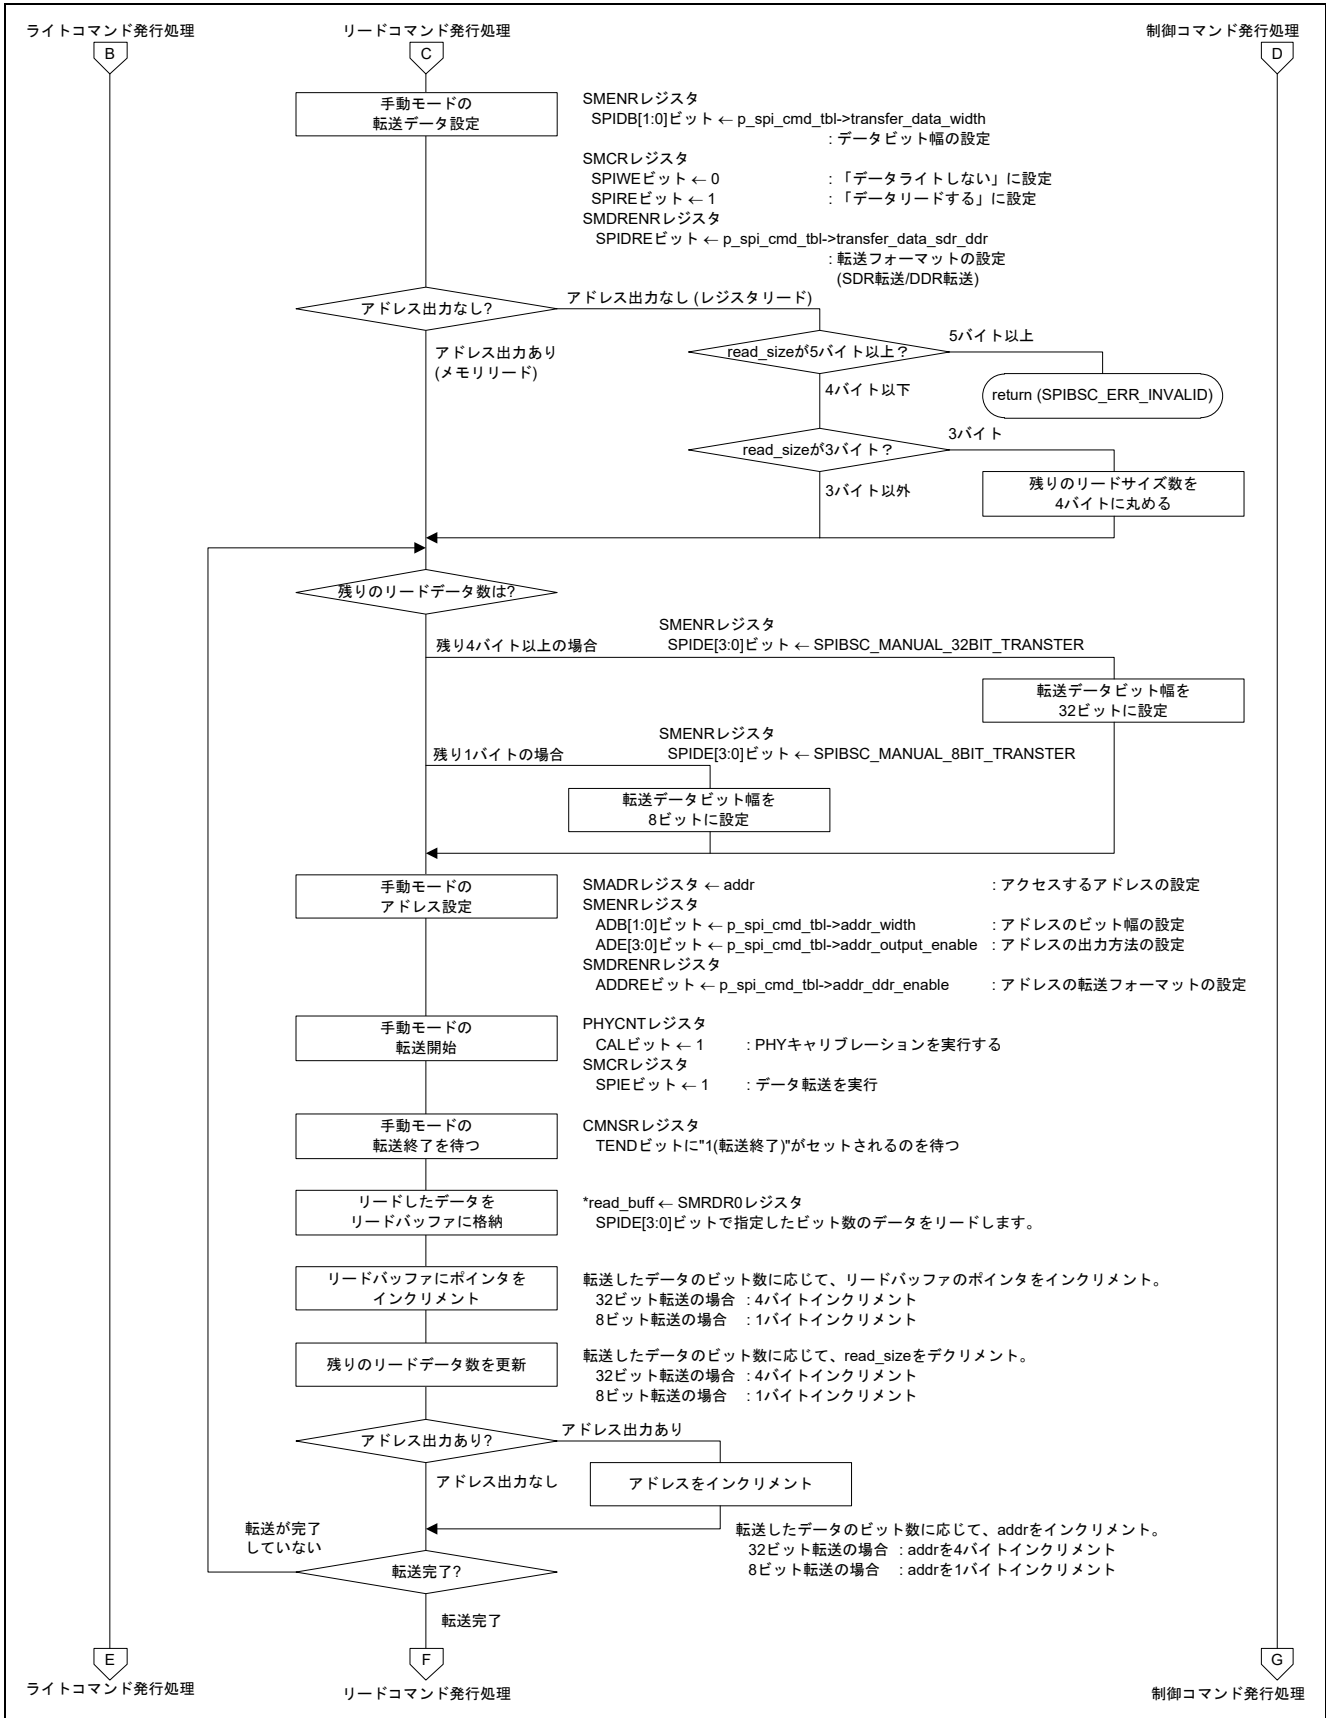 ライトコマンド発行処理
B
リードコマンド発行処理
C
制御コマンド発行処理
D
手動モードの
転送データ設定
SMENRレジスタ
SPIDB[1:0]ビット ← p_spi_cmd_tbl->transfer_data_width
: データビット幅の設定
SMCRレジスタ
SPIWEビット ← 0 : 「データライトしない」に設定
SPIREビット ← 1 : 「データリードする」に設定
SMDRENRレジスタ
SPIDREビット ← p_spi_cmd_tbl->transfer_data_sdr_ddr
: 転送フォーマットの設定
(SDR転送/DDR転送)
アドレス出力なし?
アドレス出力なし (レジスタリード)
アドレス出力あり
(メモリリード)
read_sizeが5バイト以上?
5バイト以上
return (SPIBSC_ERR_INVALID)
4バイト以下
read_sizeが3バイト?
3バイト
3バイト以外
残りのリードサイズ数を
4バイトに丸める
残りのリードデータ数は?
残り4バイト以上の場合
SMENRレジスタ
SPIDE[3:0]ビット ← SPIBSC_MANUAL_32BIT_TRANSTER
転送データビット幅を
32ビットに設定
残り1バイトの場合
SMENRレジスタ
SPIDE[3:0]ビット ← SPIBSC_MANUAL_8BIT_TRANSTER
転送データビット幅を
8ビットに設定
手動モードの
アドレス設定
SMADRレジスタ ← addr : アクセスするアドレスの設定
SMENRレジスタ
ADB[1:0]ビット ← p_spi_cmd_tbl->addr_width : アドレスのビット幅の設定
ADE[3:0]ビット ← p_spi_cmd_tbl->addr_output_enable : アドレスの出力方法の設定
SMDRENRレジスタ
ADDREビット ← p_spi_cmd_tbl->addr_ddr_enable : アドレスの転送フォーマットの設定
手動モードの
転送開始
PHYCNTレジスタ
CALビット ← 1 : PHYキャリブレーションを実行する
SMCRレジスタ
SPIEビット ← 1 : データ転送を実行
手動モードの
転送終了を待つ
CMNSRレジスタ
TENDビットに"1(転送終了)"がセットされるのを待つ
リードしたデータを
リードバッファに格納
*read_buff ← SMRDR0レジスタ
SPIDE[3:0]ビットで指定したビット数のデータをリードします。
リードバッファにポインタを
インクリメント
転送したデータのビット数に応じて、リードバッファのポインタをインクリメント。
32ビット転送の場合 : 4バイトインクリメント
8ビット転送の場合 : 1バイトインクリメント
残りのリードデータ数を更新
転送したデータのビット数に応じて、read_sizeをデクリメント。
32ビット転送の場合 : 4バイトインクリメント
8ビット転送の場合 : 1バイトインクリメント
アドレス出力あり?
アドレス出力あり
アドレス出力なし
アドレスをインクリメント
転送したデータのビット数に応じて、addrをインクリメント。
32ビット転送の場合 : addrを4バイトインクリメント
8ビット転送の場合 : addrを1バイトインクリメント
転送が完了
していない
転送完了?
転送完了
E
ライトコマンド発行処理
F
リードコマンド発行処理
G
制御コマンド発行処理